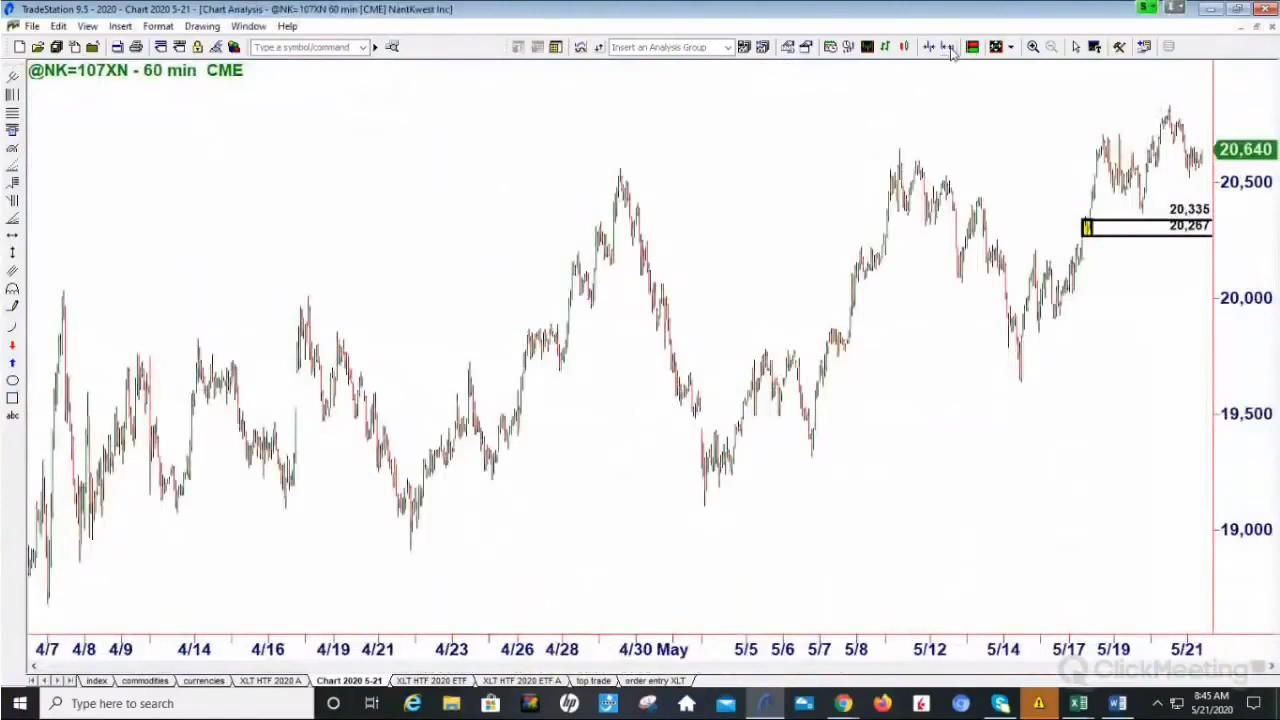 TradeStation 9.5 - 2020 - Chart 2020 5-21 - [Chart Analysis - @NK=107XN 60 min [CME] NantKwest Inc]
File Edit View Insert Format Drawing Window Help
Type a symbol/command
Insert an Analysis Group
@NK=107XN - 60 min CME
20,640
20,500
20,335
20,267
20,000
19,500
19,000
4/7 4/8 4/9 4/14 4/16 4/19 4/21 4/23 4/26 4/28 4/30 May 5/5 5/6 5/7 5/8 5/12 5/14 5/17 5/19 5/21
ClickMeeting
index commodities currencies XLT HTF 2020 A Chart 2020 5-21 XLT HTF 2020 ETF XLT HTF 2020 ETF A top trade order entry XLT
Type here to search
8:45 AM
5/21/2020
abc